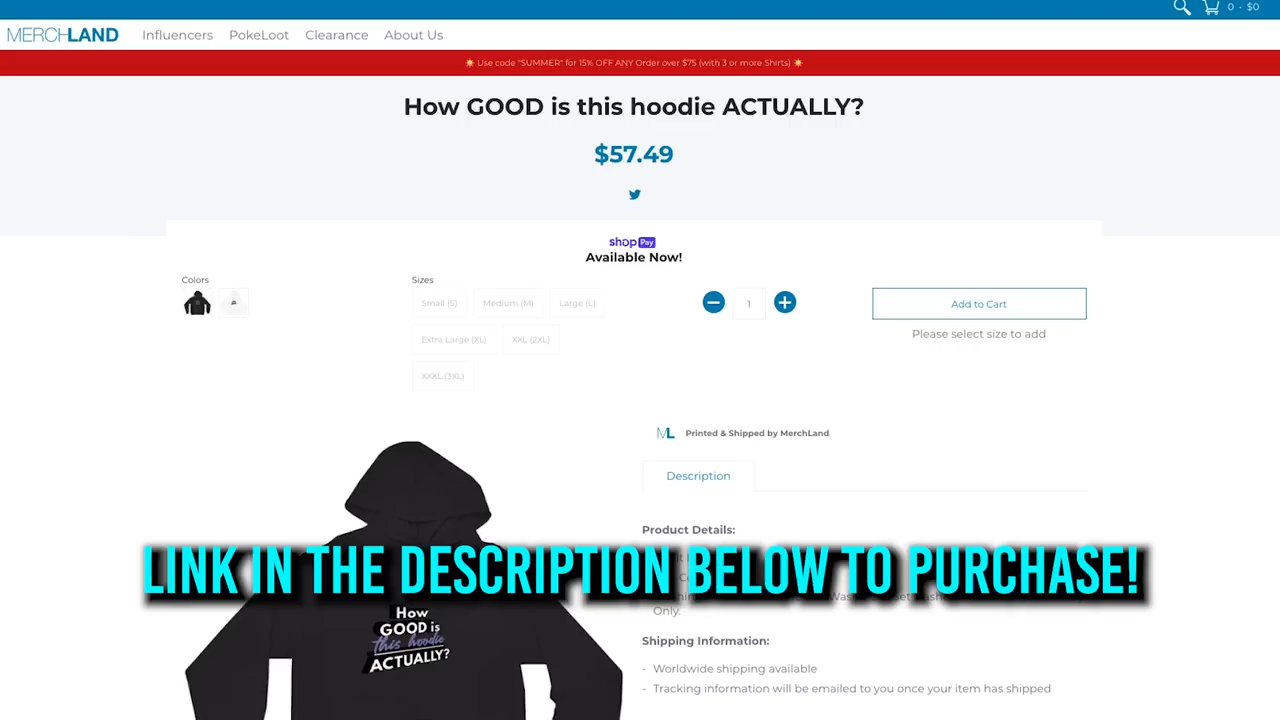 0 - $0
MERCHLAND Influencers PokeLoot Clearance About Us
Use code "SUMMER" for 15% OFF ANY Order over $75 (with 3 or more Shirts)
How GOOD is this hoodie ACTUALLY?
$57.49
shop Pay
Available Now!
Colors
Sizes
Small (S) Medium (M) Large (L)
Extra Large (XL) XXL (2XL)
XXXL (3XL)
1
Add to Cart
Please select size to add
ML Printed & Shipped by MerchLand
Description
Product Details:
LINK IN THE DESCRIPTION BELOW TO PURCHASE!
Only.
How
GOOD is
this hoodie
ACTUALLY?
Shipping Information:
- Worldwide shipping available
- Tracking information will be emailed to you once your item has shipped